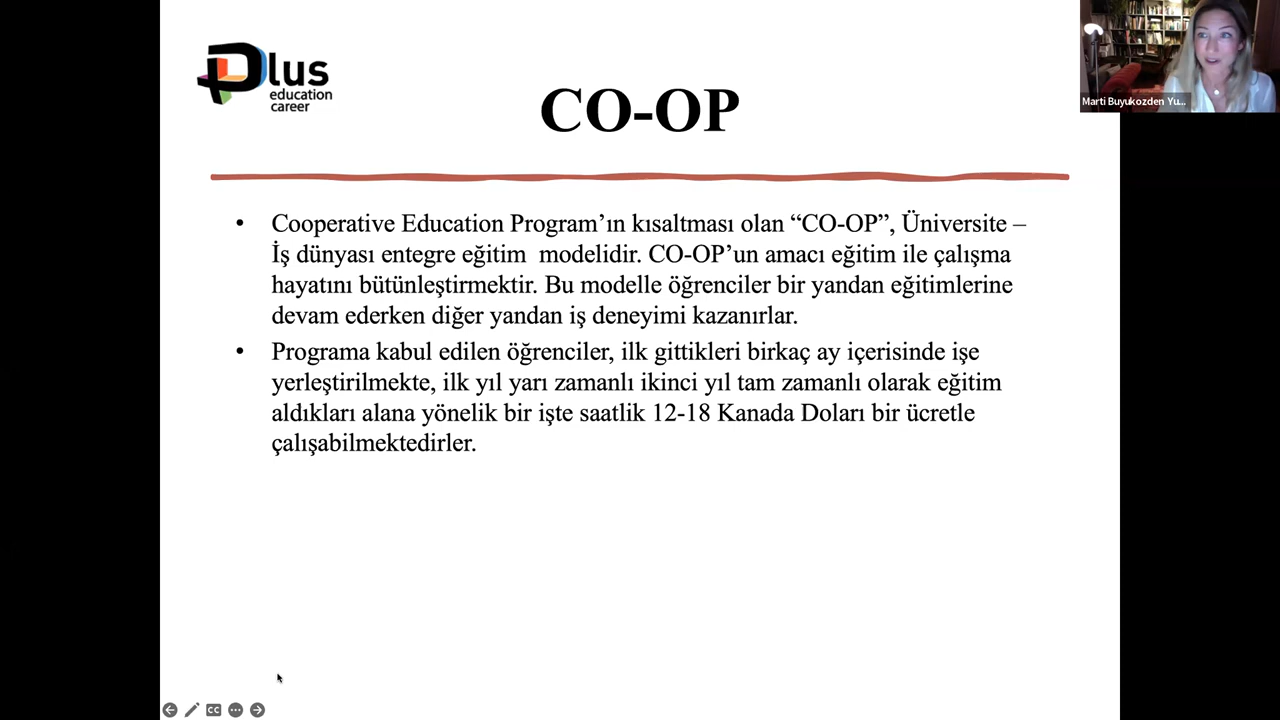 Plus
education
career
CO-OP
Marti Buyukozden Yu...
• Cooperative Education Program’ın kısaltması olan “CO-OP”, Üniversite –
İş dünyası entegre eğitim  modelidir. CO-OP’un amacı eğitim ile çalışma
hayatını bütünleştirmektir. Bu modelle öğrenciler bir yandan eğitimlerine
devam ederken diğer yandan iş deneyimi kazanırlar.
• Programa kabul edilen öğrenciler, ilk gittikleri birkaç ay içerisinde işe
yerleştirilmekte, ilk yıl yarı zamanlı ikinci yıl tam zamanlı olarak eğitim
aldıkları alana yönelik bir işte saatlik 12-18 Kanada Doları bir ücretle
çalışabilmektedirler.
CC